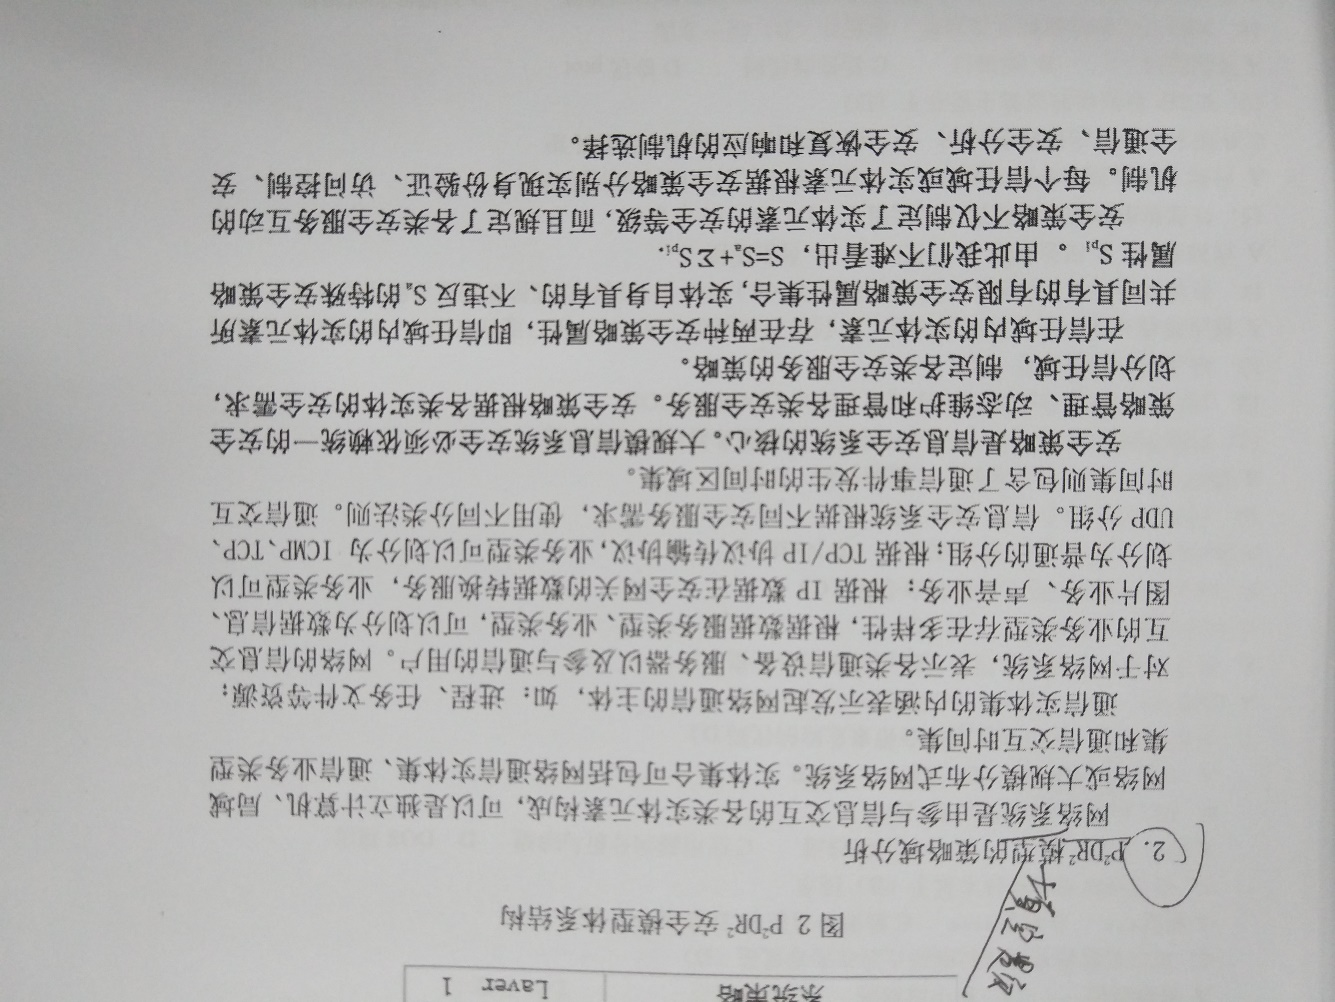 系统策略 Layer 1
图2 P²DR² 安全模型体系结构
2. P²DR²模型的策略域分析
网络系统是由参与信息交互的各类实体元素构成，可以是独立计算机、局域
网络或大规模分布式网络系统。实体集合可包括网络通信实体集、通信业务类型
集和通信交互时间集。
通信实体集的内涵表示发起网络通信的主体，如：进程、任务文件等资源；
对于网络系统，表示各类通信设备、服务器以及参与通信的用户。网络的信息交
互的业务类型存在多样性，根据数据服务类型、业务类型，可以划分为数据信息、
图片业务、声音业务；根据 IP 数据在安全网关的数据转换服务，业务类型可以
划分为普通的分组；根据 TCP/IP 协议传输协议，业务类型可以划分为 ICMP、TCP、
UDP 分组。信息安全系统根据不同安全服务需求，使用不同分类法则。通信交互
时间集则包含了通信事件发生的时间区域集。
安全策略是信息安全系统的核心。大规模信息系统安全必须依赖统一的安全
策略管理、动态维护和管理各类安全服务。安全策略根据各类实体的安全需求，
划分信任域，制定各类安全服务的策略。
在信任域内的实体元素，存在两种安全策略属性，即信任域内的实体元素所
共同具有的有限安全策略属性集合，实体自身具有的、不违反 Sa 的特殊安全策略
属性 Spi 。由此我们不难看出，S=Sa+ΣSpi.
安全策略不仅制定了实体元素的安全等级，而且规定了各类安全服务互动的
机制。每个信任域或实体元素根据安全策略分别实现身份验证、访问控制、安
全通信、安全分析、安全恢复和响应的机制选择。